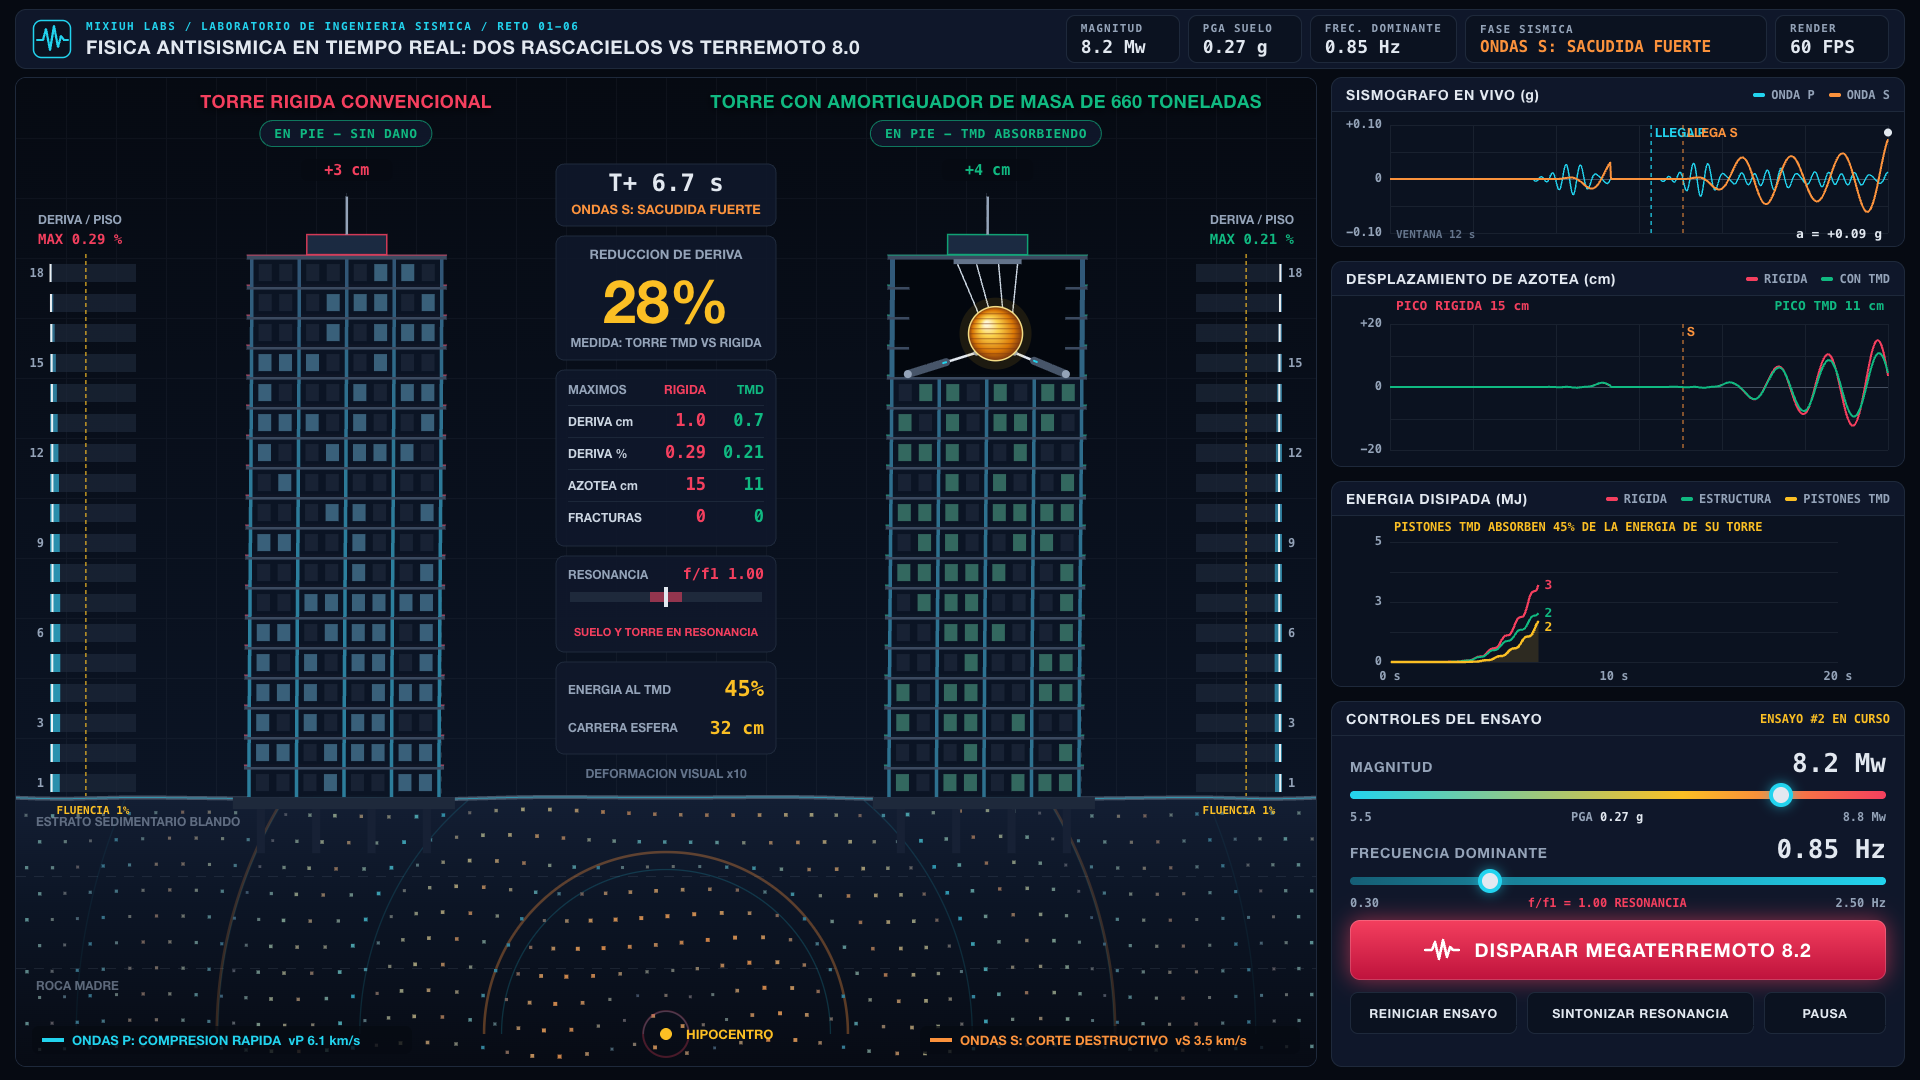 MIXIUH LABS / LABORATORIO DE INGENIERIA SISMICA / RETO 01–06
FISICA ANTISISMICA EN TIEMPO REAL: DOS RASCACIELOS VS TERREMOTO 8.0
MAGNITUD
8.2 Mw
PGA SUELO
0.27 g
FREC. DOMINANTE
0.85 Hz
FASE SISMICA
ONDAS S: SACUDIDA FUERTE
RENDER
60 FPS
TORRE RIGIDA CONVENCIONAL
EN PIE – SIN DANO
+3 cm
TORRE CON AMORTIGUADOR DE MASA DE 660 TONELADAS
EN PIE – TMD ABSORBIENDO
+4 cm
DERIVA / PISO
MAX 0.29 %
18
15
12
9
6
3
1
FLUENCIA 1%
T+ 6.7 s
ONDAS S: SACUDIDA FUERTE
REDUCCION DE DERIVA
28%
MEDIDA: TORRE TMD VS RIGIDA
MAXIMOS RIGIDA TMD
DERIVA cm 1.0 0.7
DERIVA % 0.29 0.21
AZOTEA cm 15 11
FRACTURAS 0 0
RESONANCIA f/f1 1.00
SUELO Y TORRE EN RESONANCIA
ENERGIA AL TMD 45%
CARRERA ESFERA 32 cm
DEFORMACION VISUAL x10
DERIVA / PISO
MAX 0.21 %
18
15
12
9
6
3
1
FLUENCIA 1%
ESTRATO SEDIMENTARIO BLANDO
ROCA MADRE
ONDAS P: COMPRESION RAPIDA vP 6.1 km/s
HIPOCENTRO
ONDAS S: CORTE DESTRUCTIVO vS 3.5 km/s
SISMOGRAFO EN VIVO (g)
ONDA P ONDA S
+0.10
LLEGA P
LLEGA S
0
−0.10
VENTANA 12 s
a = +0.09 g
DESPLAZAMIENTO DE AZOTEA (cm)
RIGIDA CON TMD
PICO RIGIDA 15 cm
PICO TMD 11 cm
+20
S
0
−20
ENERGIA DISIPADA (MJ)
RIGIDA ESTRUCTURA PISTONES TMD
PISTONES TMD ABSORBEN 45% DE LA ENERGIA DE SU TORRE
5
3
0
3
2
2
0 s 10 s 20 s
CONTROLES DEL ENSAYO
ENSAYO #2 EN CURSO
MAGNITUD 8.2 Mw
5.5 PGA 0.27 g 8.8 Mw
FRECUENCIA DOMINANTE 0.85 Hz
0.30 f/f1 = 1.00 RESONANCIA 2.50 Hz
DISPARAR MEGATERREMOTO 8.2
REINICIAR ENSAYO
SINTONIZAR RESONANCIA
PAUSA